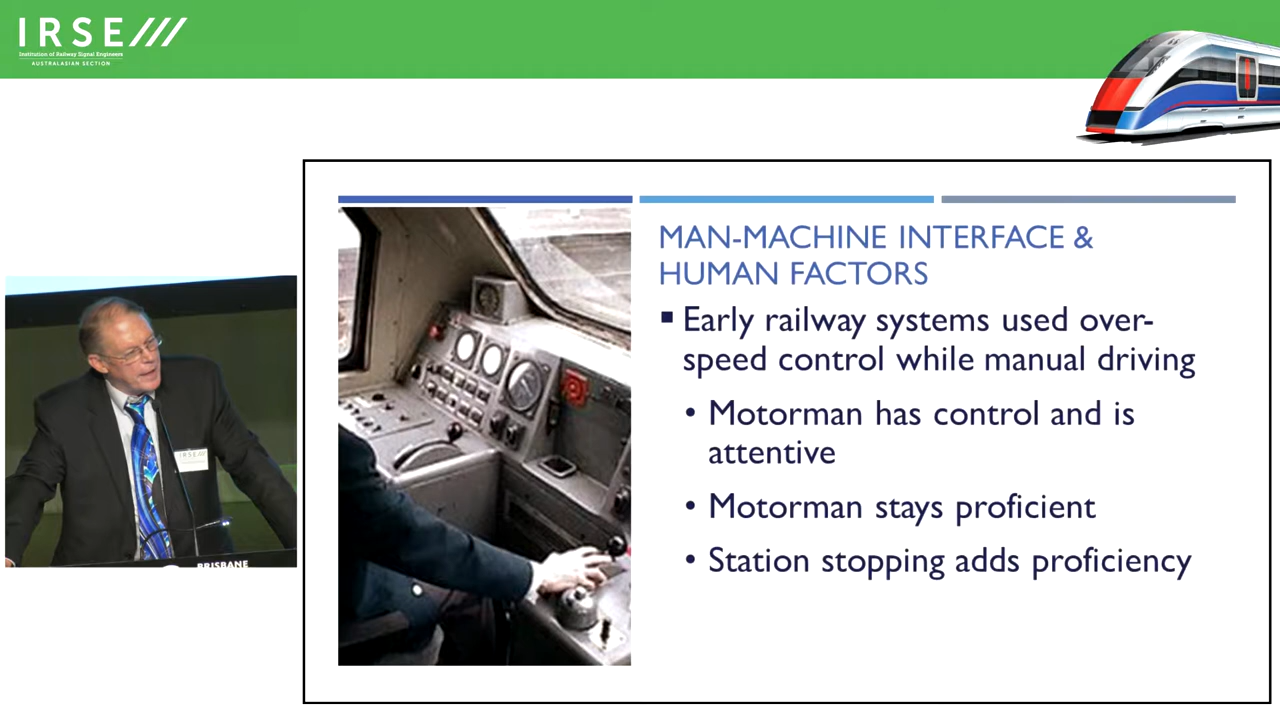 IRSE
Institution of Railway Signal Engineers
AUSTRALASIAN SECTION
MAN-MACHINE INTERFACE &
HUMAN FACTORS
▪ Early railway systems used over-
speed control while manual driving
• Motorman has control and is
attentive
• Motorman stays proficient
• Station stopping adds proficiency
IRSE
BRISBANE